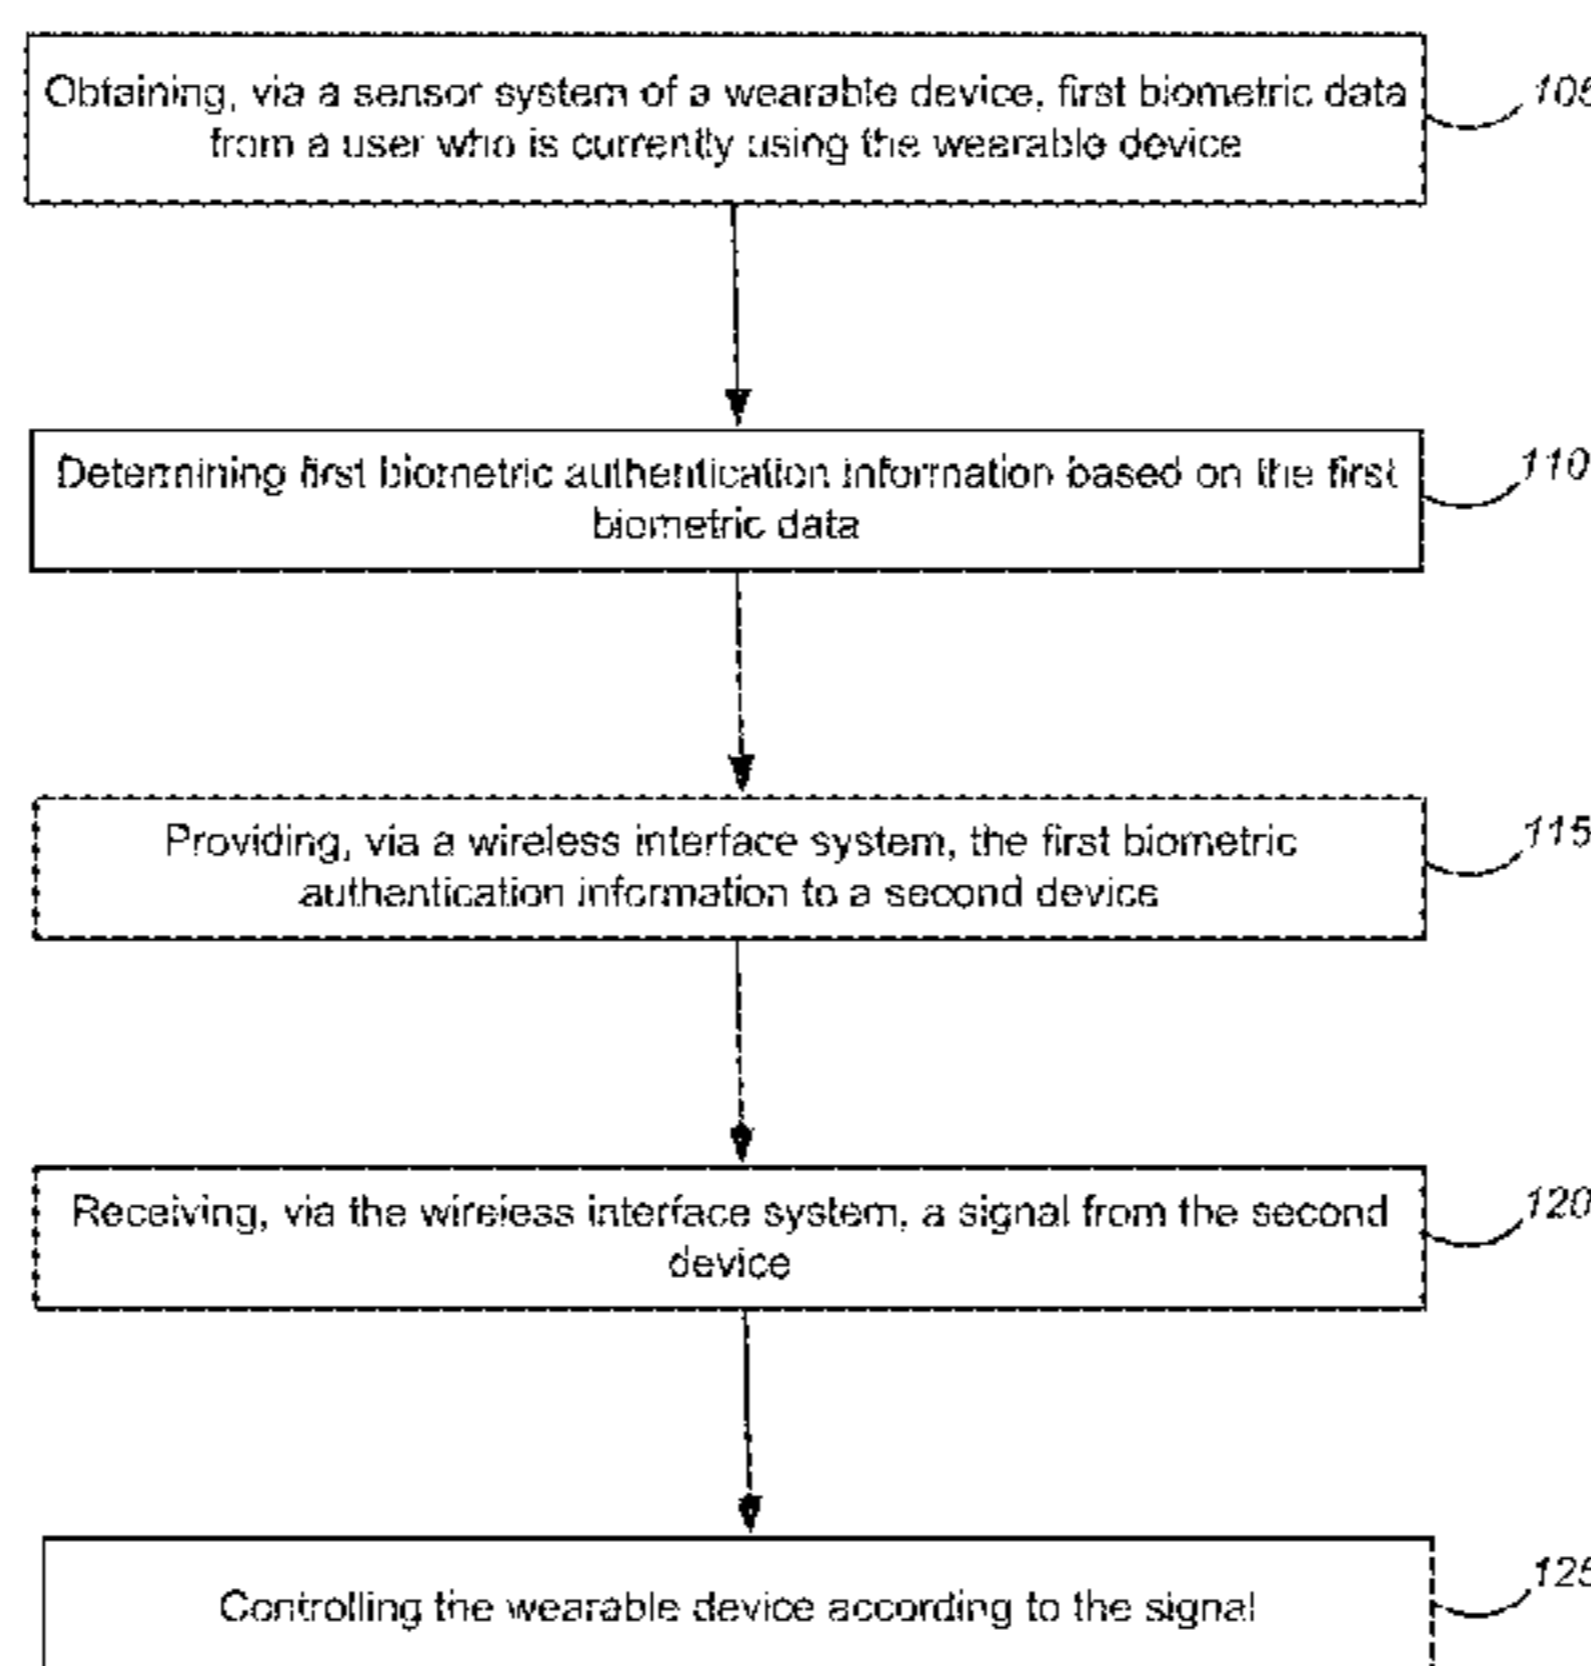 Obtaining, via a sensor system of a wearable device, first biometric data
from a user who is currently using the wearable device
105
Determining first biometric authentication information based on the first
biometric data
110
Providing, via a wireless interface system, the first biometric
authentication information to a second device
115
Receiving, via the wireless interface system, a signal from the second
device
120
Controlling the wearable device according to the signal
125